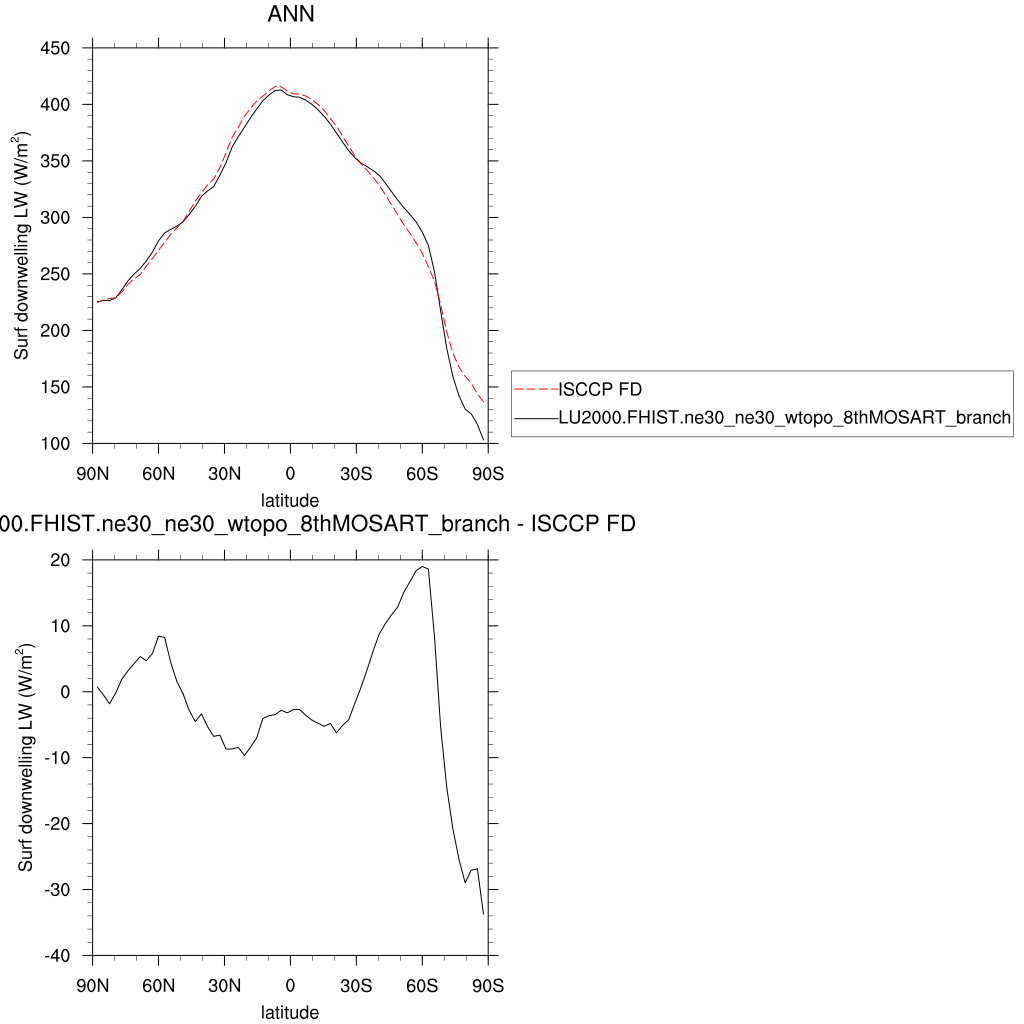 ANN
450
400
350
300
250
200
150
100
Surf downwelling LW (W/m²)
90N 60N 30N 0 30S 60S 90S
latitude
ISCCP FD
LU2000.FHIST.ne30_ne30_wtopo_8thMOSART_branch
00.FHIST.ne30_ne30_wtopo_8thMOSART_branch - ISCCP FD
20
10
0
-10
-20
-30
-40
Surf downwelling LW (W/m²)
90N 60N 30N 0 30S 60S 90S
latitude